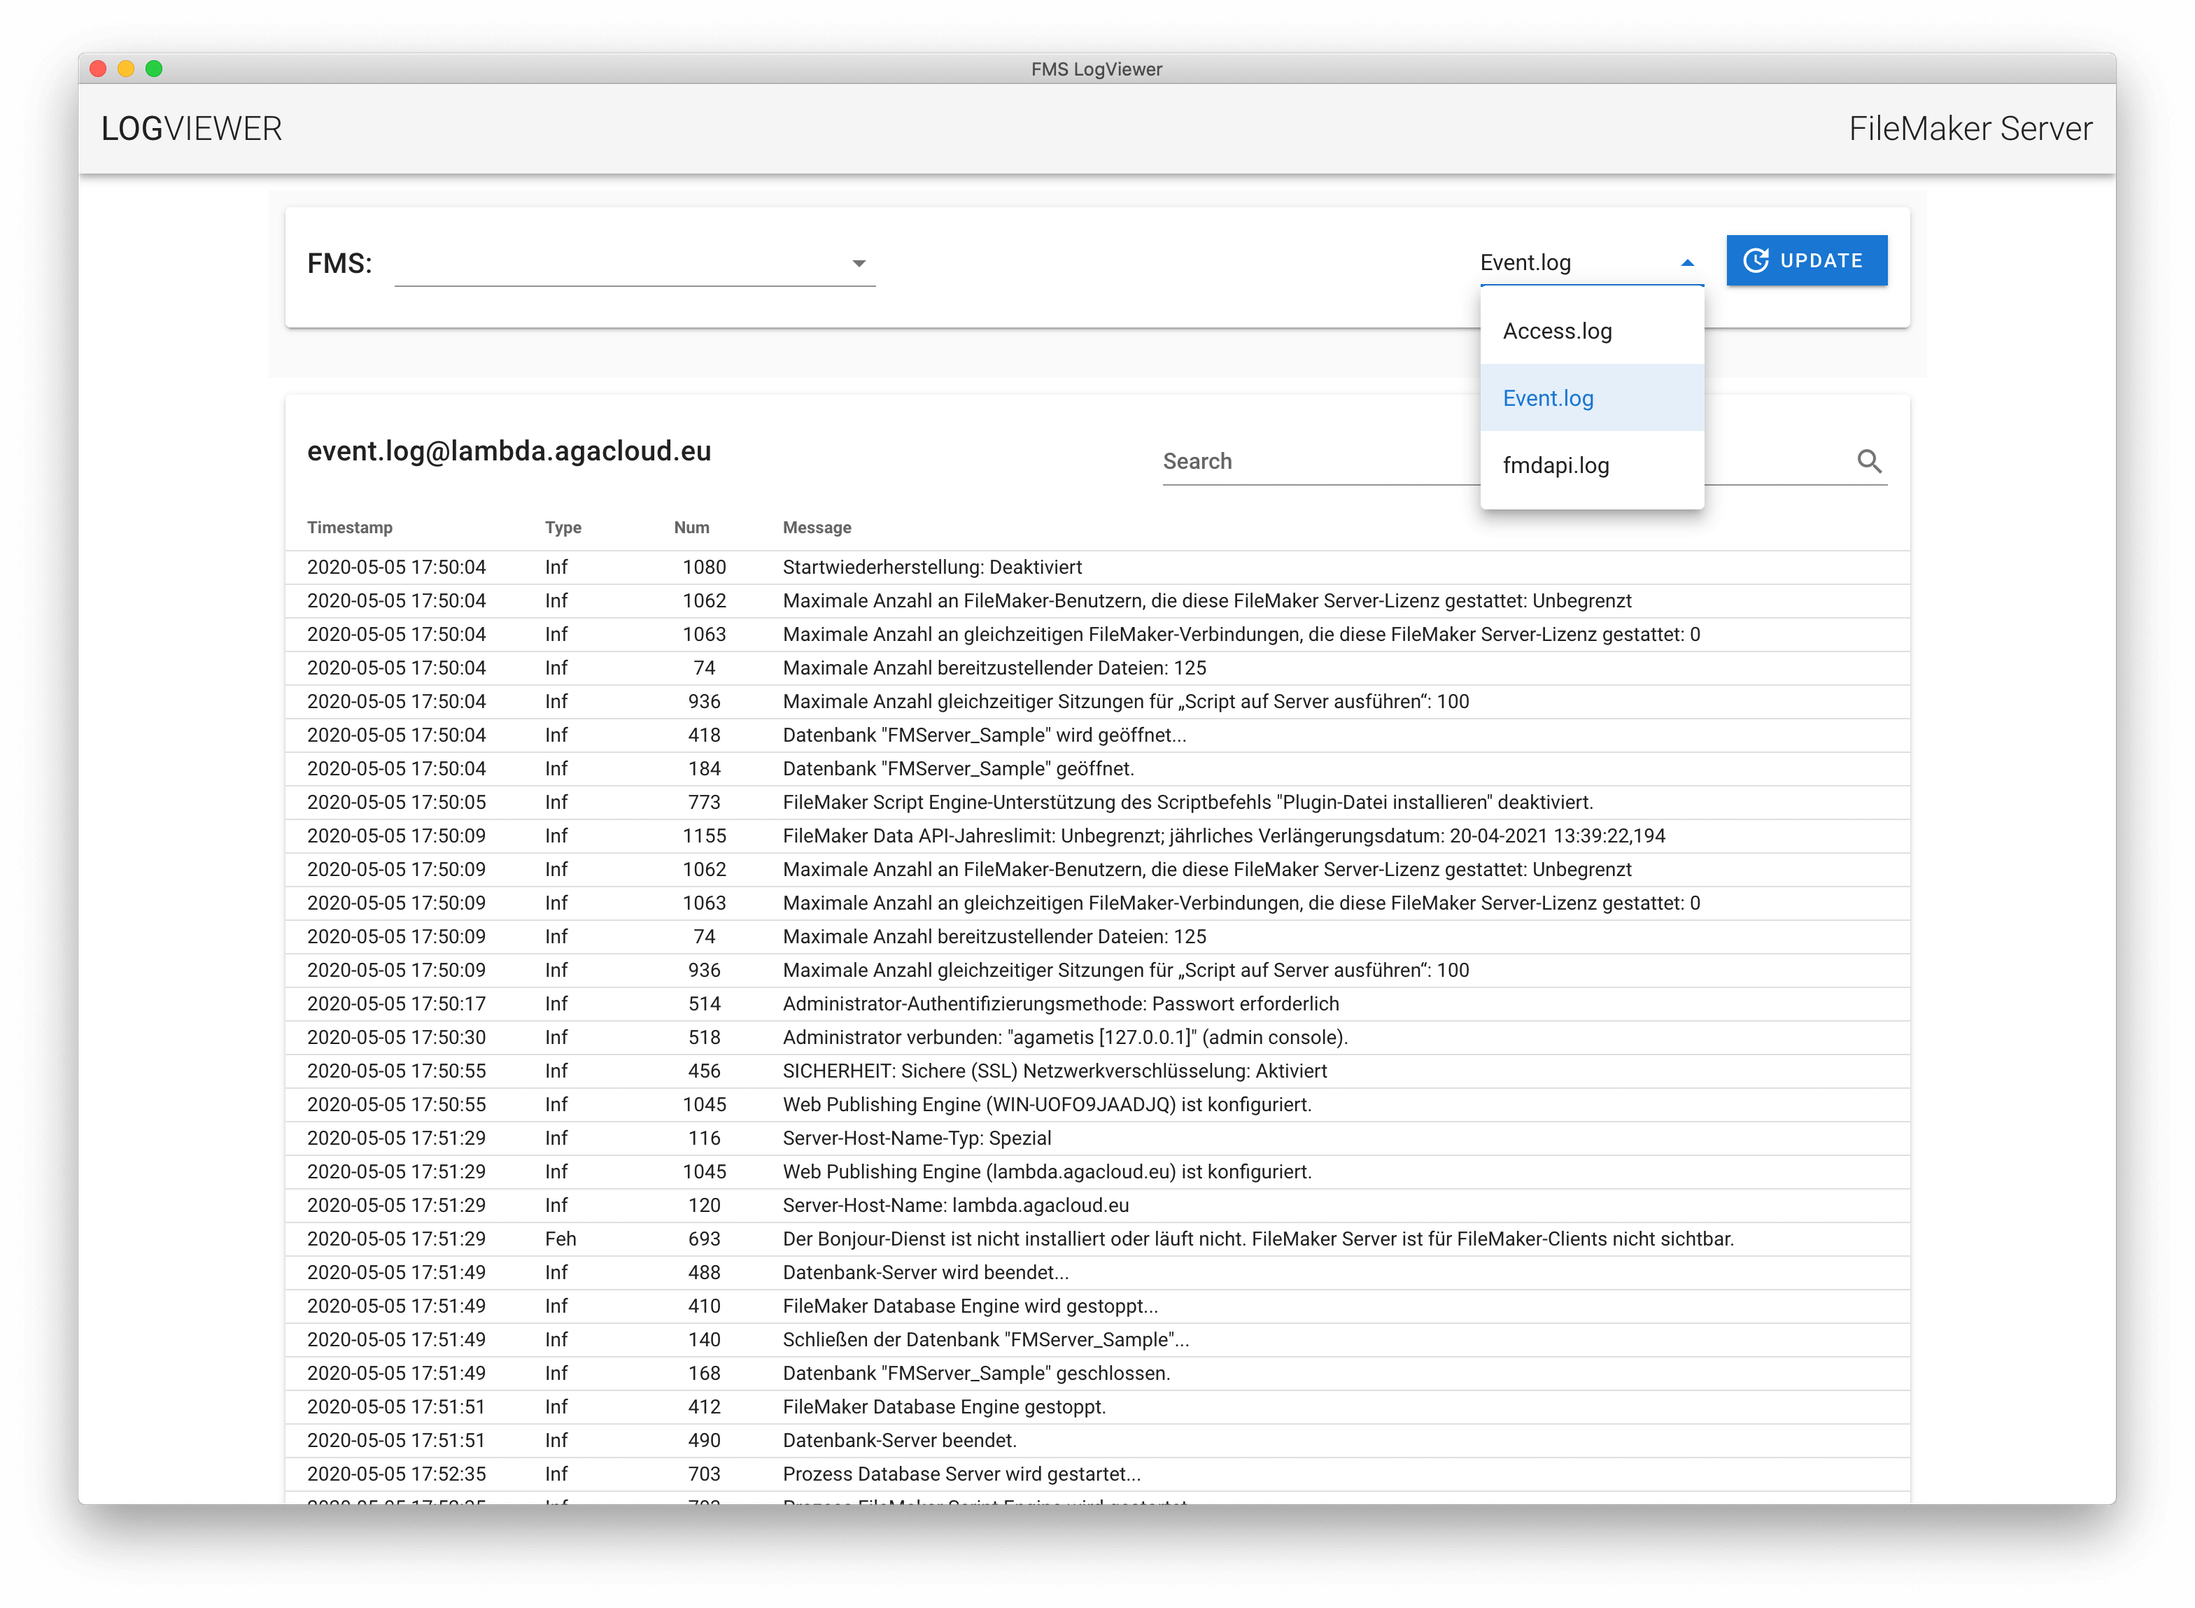 FMS LogViewer
LOGVIEWER
FileMaker Server
FMS:
Event.log
UPDATE
Access.log
Event.log
fmdapi.log
event.log@lambda.agacloud.eu
Search
Timestamp Type Num Message
2020-05-05 17:50:04 Inf 1080 Startwiederherstellung: Deaktiviert
2020-05-05 17:50:04 Inf 1062 Maximale Anzahl an FileMaker-Benutzern, die diese FileMaker Server-Lizenz gestattet: Unbegrenzt
2020-05-05 17:50:04 Inf 1063 Maximale Anzahl an gleichzeitigen FileMaker-Verbindungen, die diese FileMaker Server-Lizenz gestattet: 0
2020-05-05 17:50:04 Inf 74 Maximale Anzahl bereitzustellender Dateien: 125
2020-05-05 17:50:04 Inf 936 Maximale Anzahl gleichzeitiger Sitzungen für „Script auf Server ausführen“: 100
2020-05-05 17:50:04 Inf 418 Datenbank "FMServer_Sample" wird geöffnet...
2020-05-05 17:50:04 Inf 184 Datenbank "FMServer_Sample" geöffnet.
2020-05-05 17:50:05 Inf 773 FileMaker Script Engine-Unterstützung des Scriptbefehls "Plugin-Datei installieren" deaktiviert.
2020-05-05 17:50:09 Inf 1155 FileMaker Data API-Jahreslimit: Unbegrenzt; jährliches Verlängerungsdatum: 20-04-2021 13:39:22,194
2020-05-05 17:50:09 Inf 1062 Maximale Anzahl an FileMaker-Benutzern, die diese FileMaker Server-Lizenz gestattet: Unbegrenzt
2020-05-05 17:50:09 Inf 1063 Maximale Anzahl an gleichzeitigen FileMaker-Verbindungen, die diese FileMaker Server-Lizenz gestattet: 0
2020-05-05 17:50:09 Inf 74 Maximale Anzahl bereitzustellender Dateien: 125
2020-05-05 17:50:09 Inf 936 Maximale Anzahl gleichzeitiger Sitzungen für „Script auf Server ausführen“: 100
2020-05-05 17:50:17 Inf 514 Administrator-Authentifizierungsmethode: Passwort erforderlich
2020-05-05 17:50:30 Inf 518 Administrator verbunden: "agametis [127.0.0.1]" (admin console).
2020-05-05 17:50:55 Inf 456 SICHERHEIT: Sichere (SSL) Netzwerkverschlüsselung: Aktiviert
2020-05-05 17:50:55 Inf 1045 Web Publishing Engine (WIN-UOFO9JAADJQ) ist konfiguriert.
2020-05-05 17:51:29 Inf 116 Server-Host-Name-Typ: Spezial
2020-05-05 17:51:29 Inf 1045 Web Publishing Engine (lambda.agacloud.eu) ist konfiguriert.
2020-05-05 17:51:29 Inf 120 Server-Host-Name: lambda.agacloud.eu
2020-05-05 17:51:29 Feh 693 Der Bonjour-Dienst ist nicht installiert oder läuft nicht. FileMaker Server ist für FileMaker-Clients nicht sichtbar.
2020-05-05 17:51:49 Inf 488 Datenbank-Server wird beendet...
2020-05-05 17:51:49 Inf 410 FileMaker Database Engine wird gestoppt...
2020-05-05 17:51:49 Inf 140 Schließen der Datenbank "FMServer_Sample"...
2020-05-05 17:51:49 Inf 168 Datenbank "FMServer_Sample" geschlossen.
2020-05-05 17:51:51 Inf 412 FileMaker Database Engine gestoppt.
2020-05-05 17:51:51 Inf 490 Datenbank-Server beendet.
2020-05-05 17:52:35 Inf 703 Prozess Database Server wird gestartet...